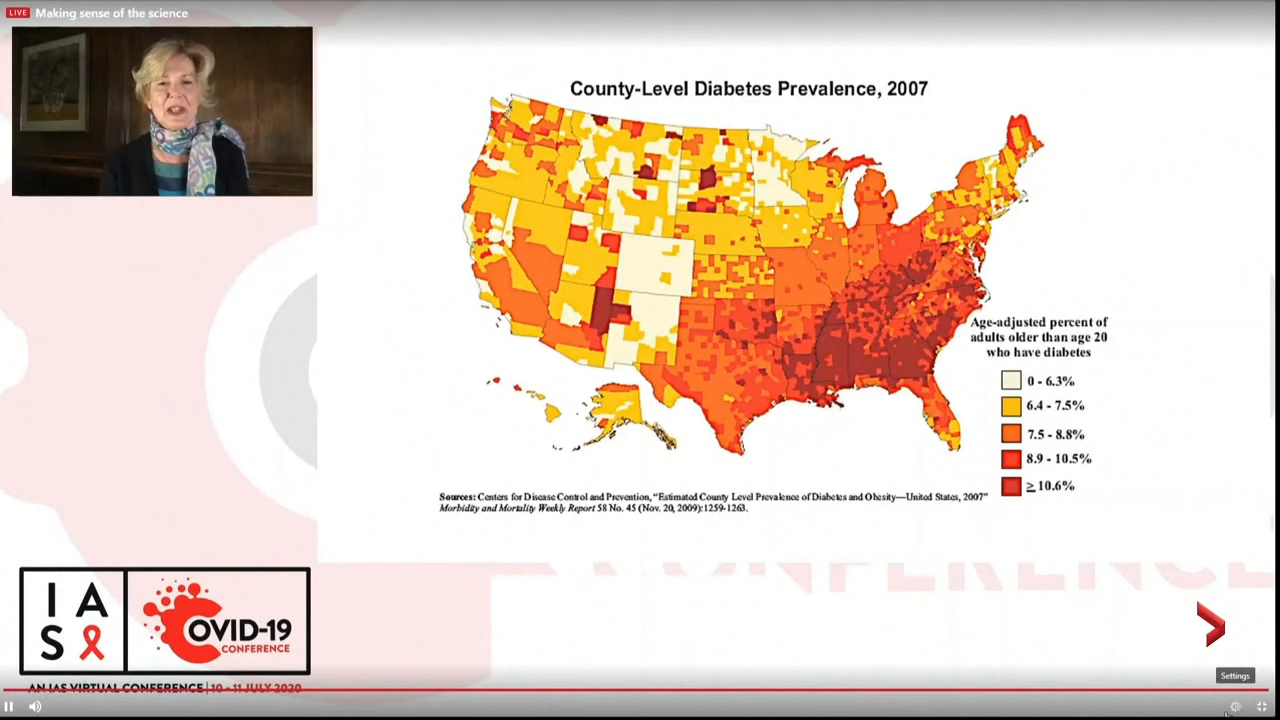 LIVE Making sense of the science
County-Level Diabetes Prevalence, 2007
Age-adjusted percent of
adults older than age 20
who have diabetes
0 - 6.3%
6.4 - 7.5%
7.5 - 8.8%
8.9 - 10.5%
≥ 10.6%
Sources: Centers for Disease Control and Prevention, "Estimated County Level Prevalence of Diabetes and Obesity—United States, 2007"
Morbidity and Mortality Weekly Report 58 No. 45 (Nov. 20, 2009):1259-1263.
CONFERENCE
I A
S
COVID-19
CONFERENCE
AN IAS VIRTUAL CONFERENCE | 10 - 11 JULY 2020
Settings